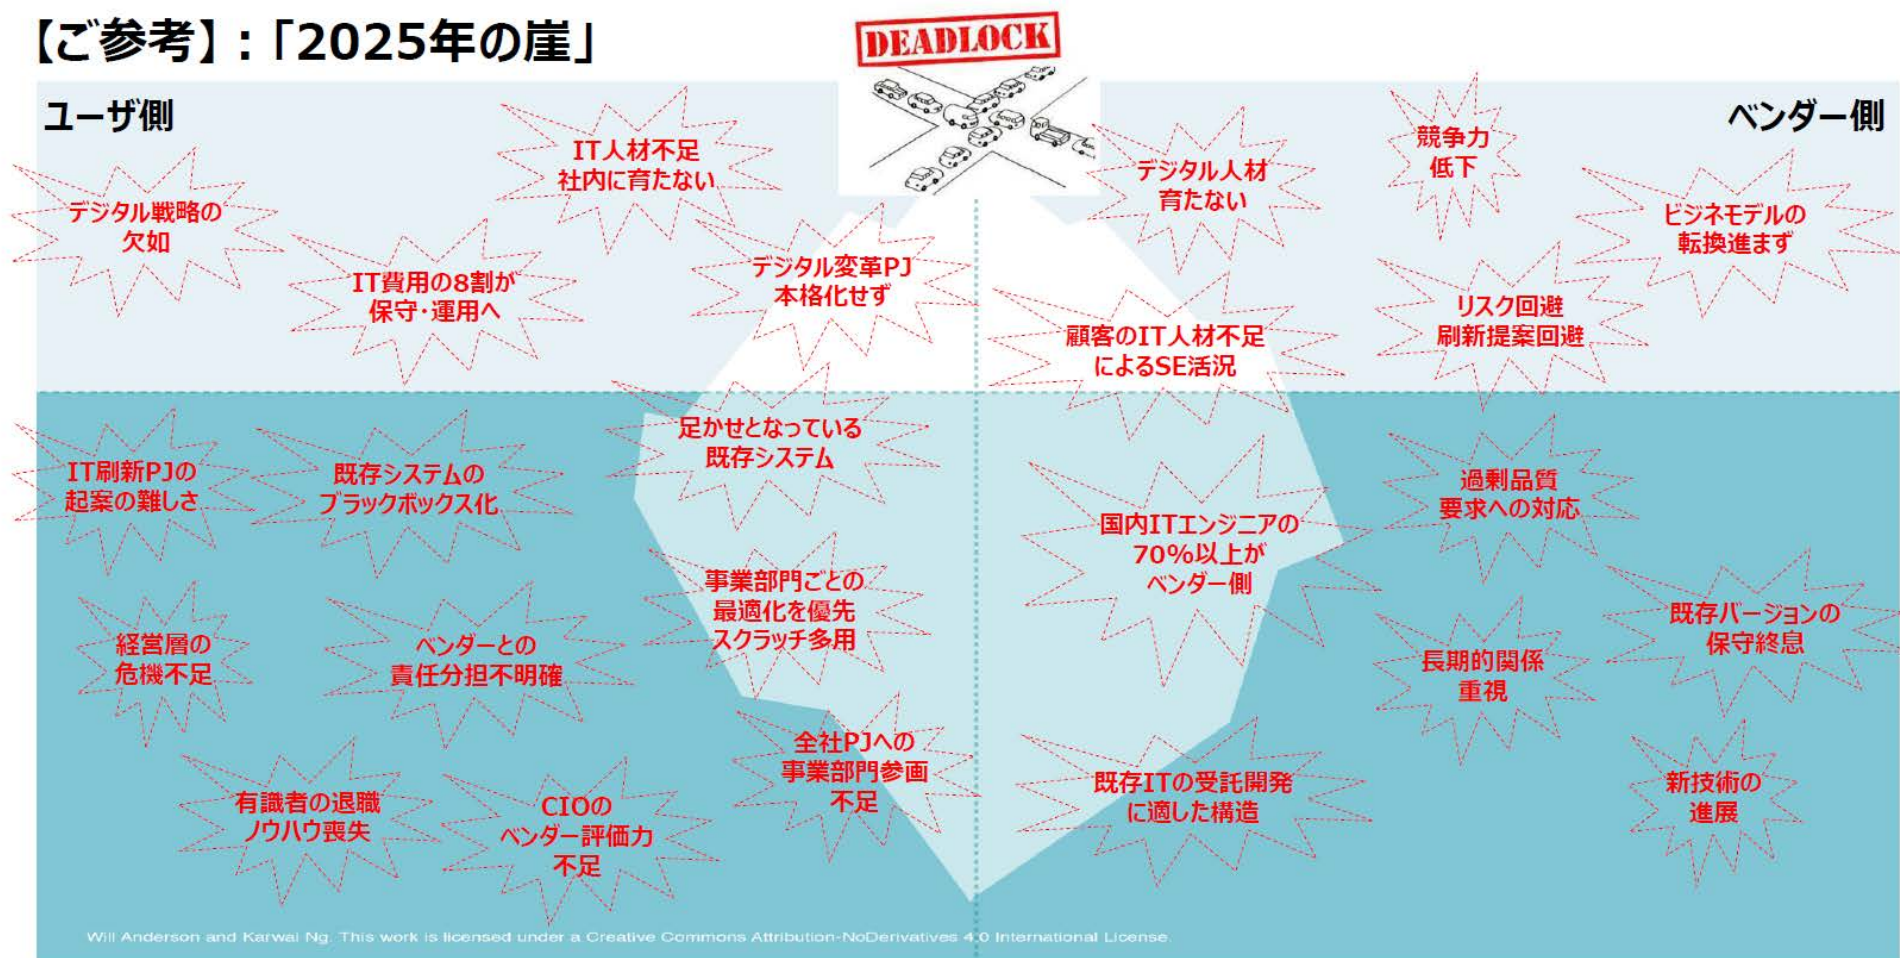 【ご参考】:「2025年の崖」
DEADLOCK
ユーザ側
ベンダー側
IT人材不足
社内に育たない
デジタル戦略の
欠如
IT費用の8割が
保守・運用へ
デジタル変革PJ
本格化せず
デジタル人材
育たない
競争力
低下
ビジネモデルの
転換進まず
リスク回避
刷新提案回避
顧客のIT人材不足
によるSE活況
IT刷新PJの
起案の難しさ
既存システムの
ブラックボックス化
足かせとなっている
既存システム
事業部門ごとの
最適化を優先
スクラッチ多用
経営層の
危機不足
ベンダーとの
責任分担不明確
有識者の退職
ノウハウ喪失
CIOの
ベンダー評価力
不足
全社PJへの
事業部門参画
不足
国内ITエンジニアの
70%以上が
ベンダー側
過剰品質
要求への対応
長期的関係
重視
既存バージョンの
保守終息
既存ITの受託開発
に適した構造
新技術の
進展
Will Anderson and Karwai Ng. This work is licensed under a Creative Commons Attribution-NoDerivatives 4.0 International License.